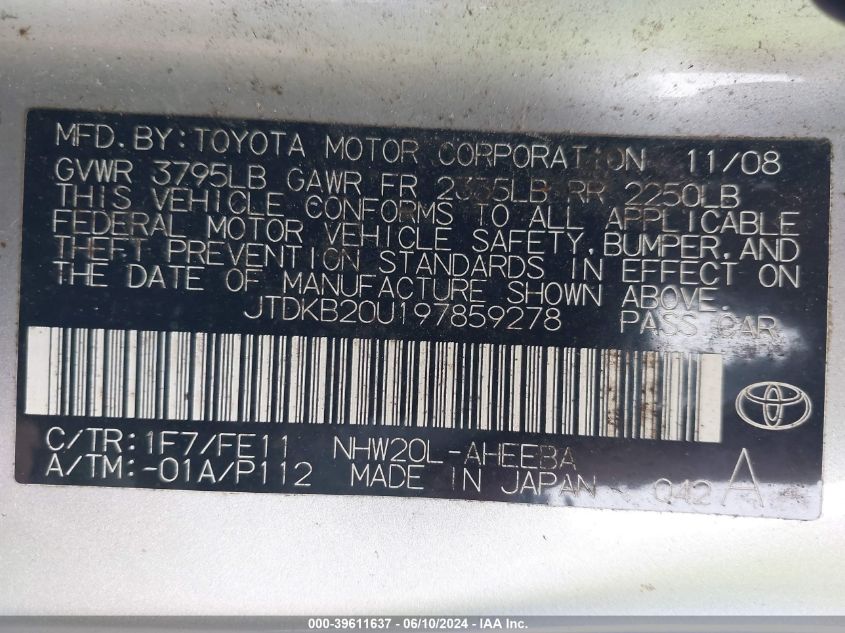 MFD. BY: TOYOTA MOTOR CORPORATION 11/08
GVWR 3795LB GAWR FR 2335LB RR 2250LB
THIS VEHICLE CONFORMS TO ALL APPLICABLE
FEDERAL MOTOR VEHICLE SAFETY, BUMPER, AND
THEFT PREVENTION STANDARDS IN EFFECT ON
THE DATE OF MANUFACTURE SHOWN ABOVE.
JTDKB20U197859278 PASS CAR
C/TR: 1F7/FE11 NHW20L-AHEEBA
A/TM: -01A/P112 MADE IN JAPAN 042 A
000-39611637 - 06/10/2024 - IAA Inc.